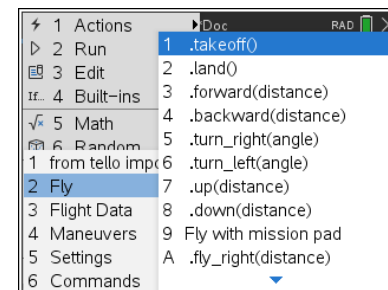 1 Actions
2 Run
3 Edit
If... 4 Built-ins
√x 5 Math
6 Random
1 from tello impo
2 Fly
3 Flight Data
4 Maneuvers
5 Settings
6 Commands
Doc
RAD
1 .takeoff()
2 .land()
3 .forward(distance)
4 .backward(distance)
5 .turn_right(angle)
6 .turn_left(angle)
7 .up(distance)
8 .down(distance)
9 Fly with mission pad
A .fly_right(distance)